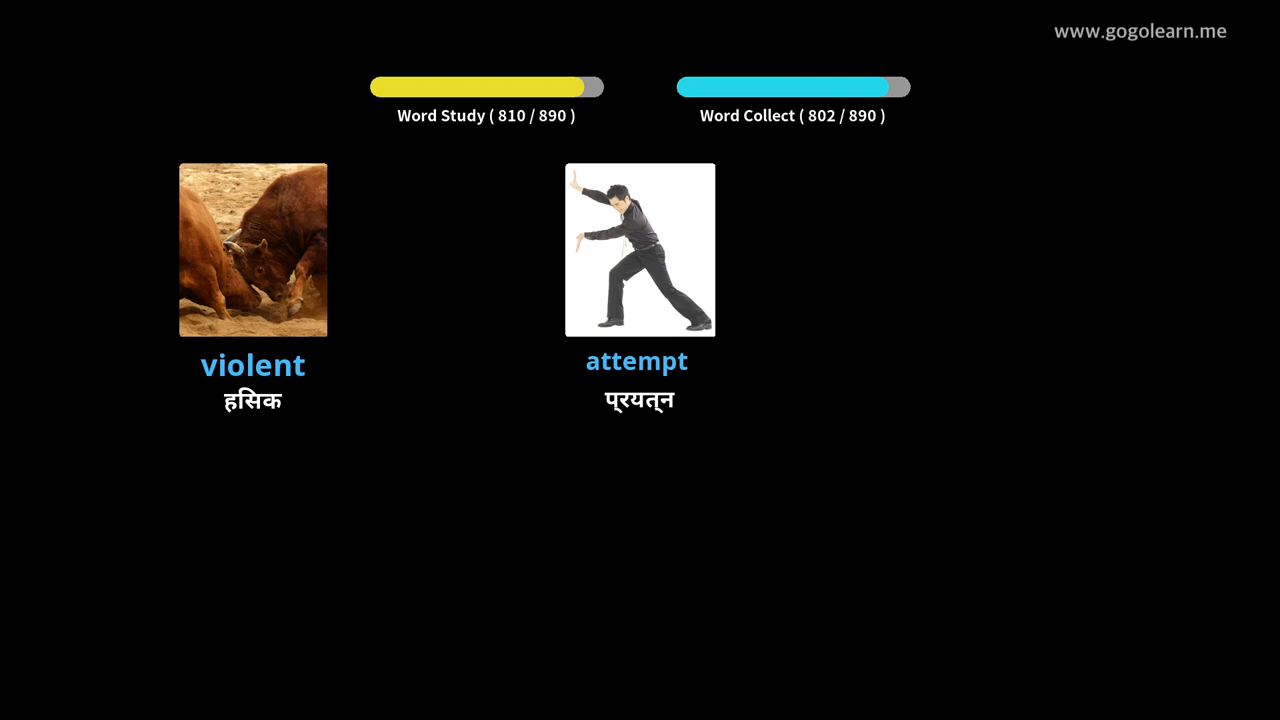 www.gogolearn.me
Word Study ( 810 / 890 )
Word Collect ( 802 / 890 )
violent
attempt
हसिक
प्रयत्न